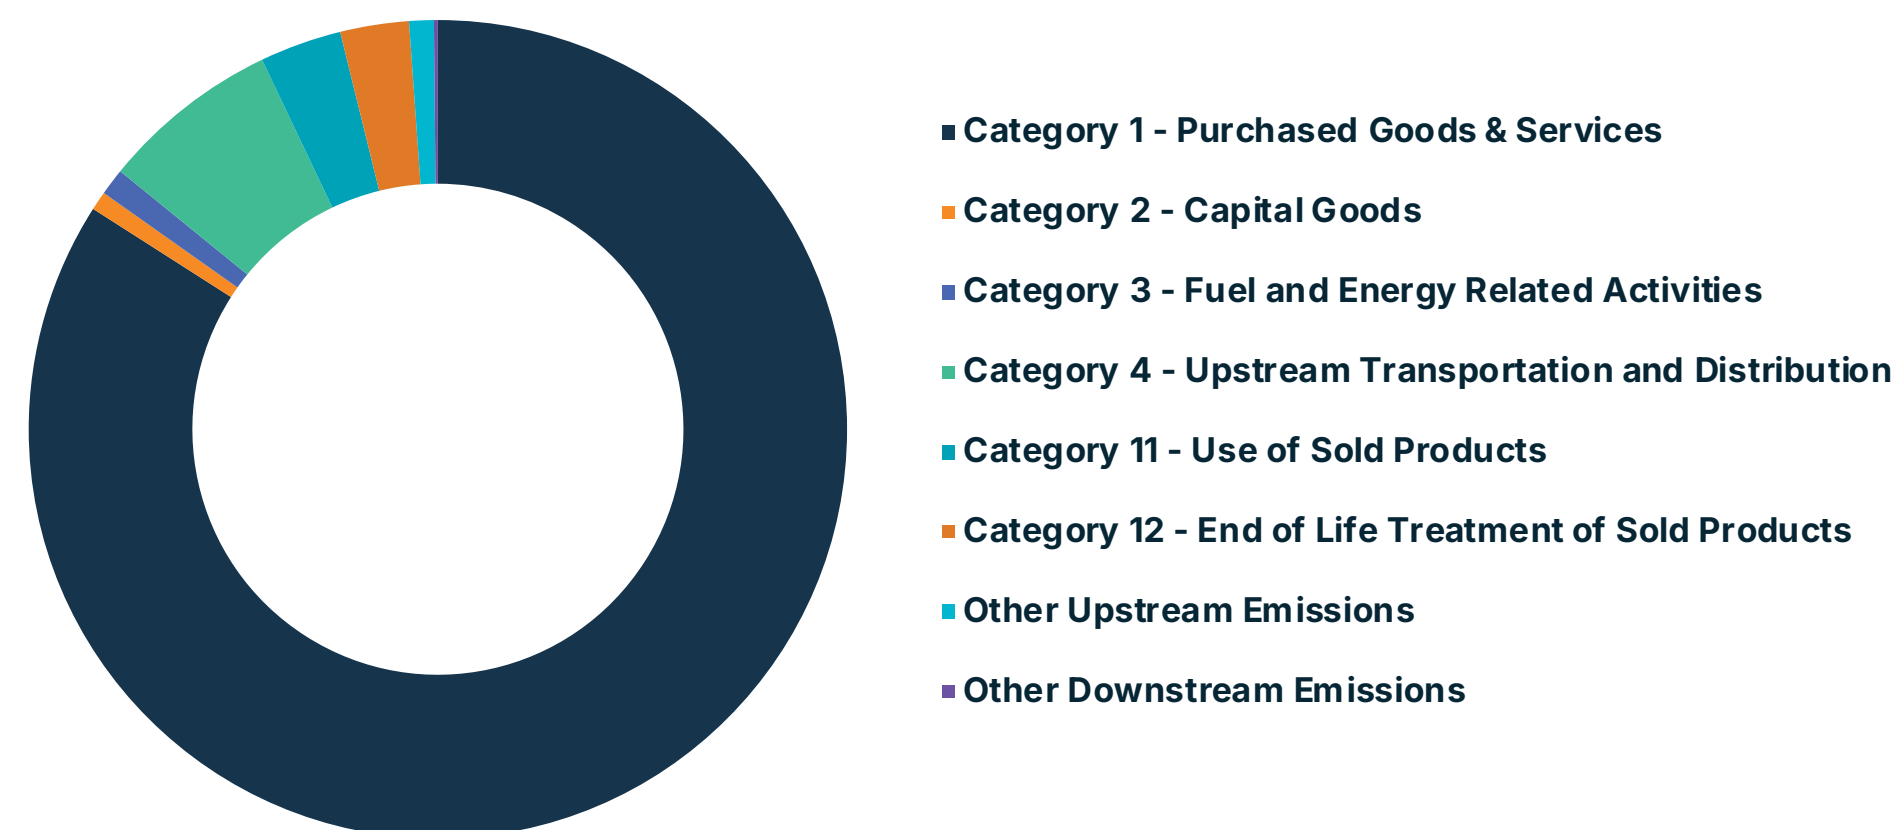 Category 1 - Purchased Goods & Services
Category 2 - Capital Goods
Category 3 - Fuel and Energy Related Activities
Category 4 - Upstream Transportation and Distribution
Category 11 - Use of Sold Products
Category 12 - End of Life Treatment of Sold Products
Other Upstream Emissions
Other Downstream Emissions